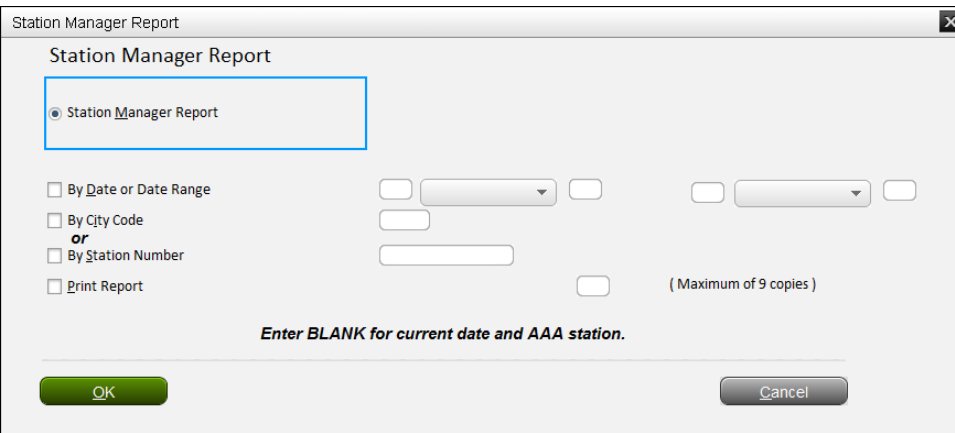 Station Manager Report
X
Station Manager Report
Station Manager Report
By Date or Date Range
By City Code
or
By Station Number
Print Report
( Maximum of 9 copies )
Enter BLANK for current date and AAA station.
OK
Cancel